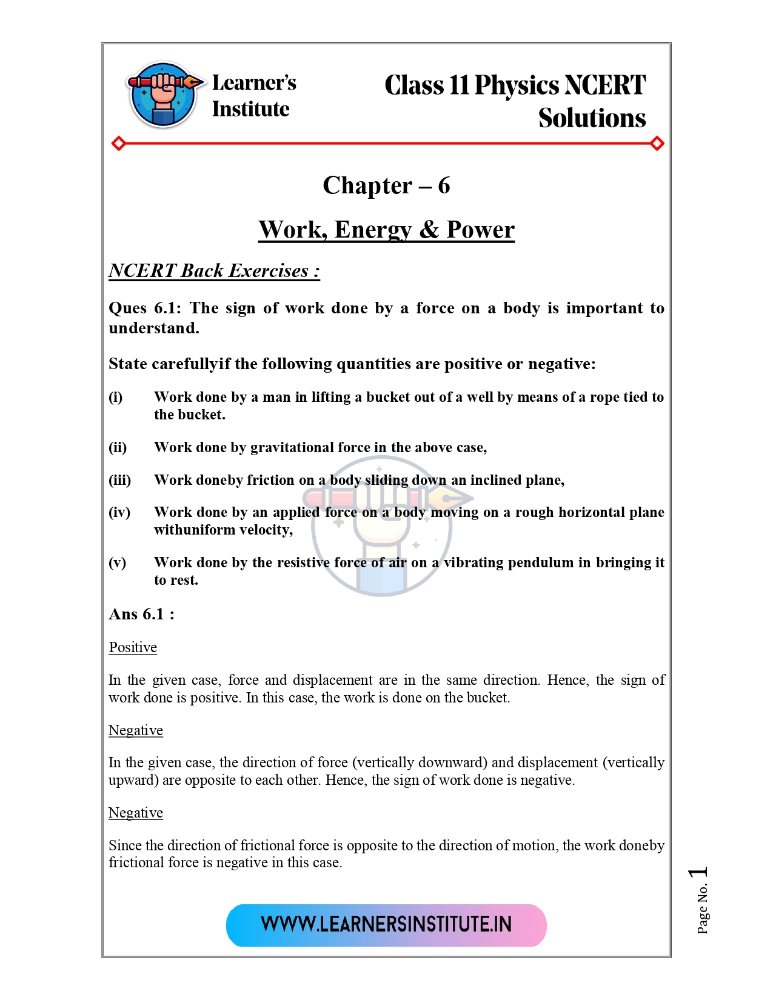 Learner's
Institute
Class 11 Physics NCERT
Solutions
Chapter – 6
Work, Energy & Power
NCERT Back Exercises :
Ques 6.1: The sign of work done by a force on a body is important to
understand.
State carefullyif the following quantities are positive or negative:
(i) Work done by a man in lifting a bucket out of a well by means of a rope tied to
the bucket.
(ii) Work done by gravitational force in the above case,
(iii) Work doneby friction on a body sliding down an inclined plane,
(iv) Work done by an applied force on a body moving on a rough horizontal plane
withuniform velocity,
(v) Work done by the resistive force of air on a vibrating pendulum in bringing it
to rest.
Ans 6.1 :
Positive
In the given case, force and displacement are in the same direction. Hence, the sign of
work done is positive. In this case, the work is done on the bucket.
Negative
In the given case, the direction of force (vertically downward) and displacement (vertically
upward) are opposite to each other. Hence, the sign of work done is negative.
Negative
Since the direction of frictional force is opposite to the direction of motion, the work doneby
frictional force is negative in this case.
WWW.LEARNERSINSTITUTE.IN
Page No. 1